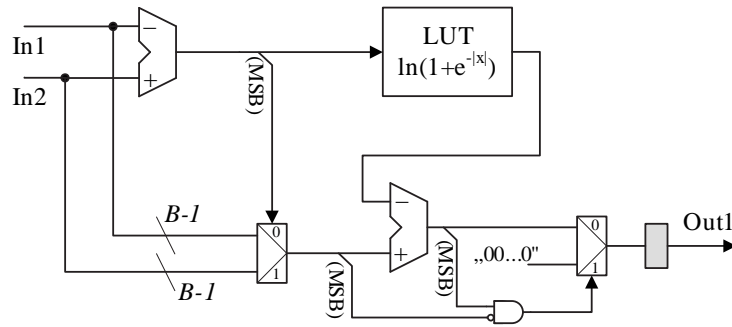 In1
−
+
In2
(MSB)
LUT
ln(1+e^{-|x|})
B-1
B-1
0
1
(MSB)
−
+
(MSB)
„00...0"
0
1
Out1